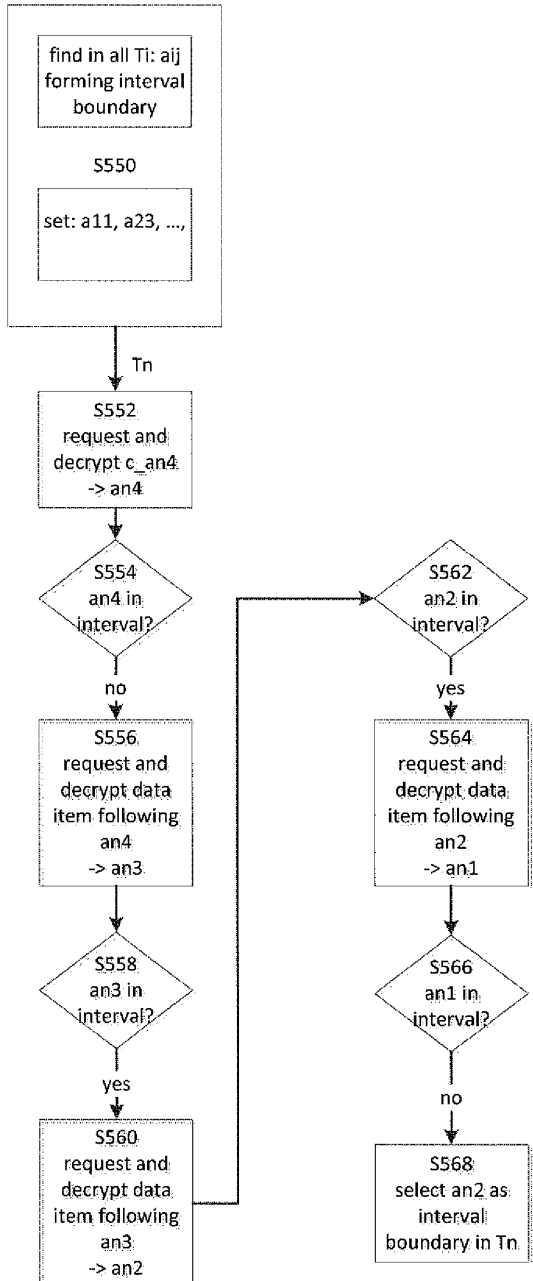 find in all Ti: aij
forming interval
boundary
S550
set: a11, a23, ...,
Tn
S552
request and
decrypt c_an4
-> an4
S554
an4 in
interval?
no
S556
request and
decrypt data
item following
an4
-> an3
S558
an3 in
interval?
yes
S560
request and
decrypt data
item following
an3
-> an2
S562
an2 in
interval?
yes
S564
request and
decrypt data
item following
an2
-> an1
S566
an1 in
interval?
no
S568
select an2 as
interval
boundary in Tn